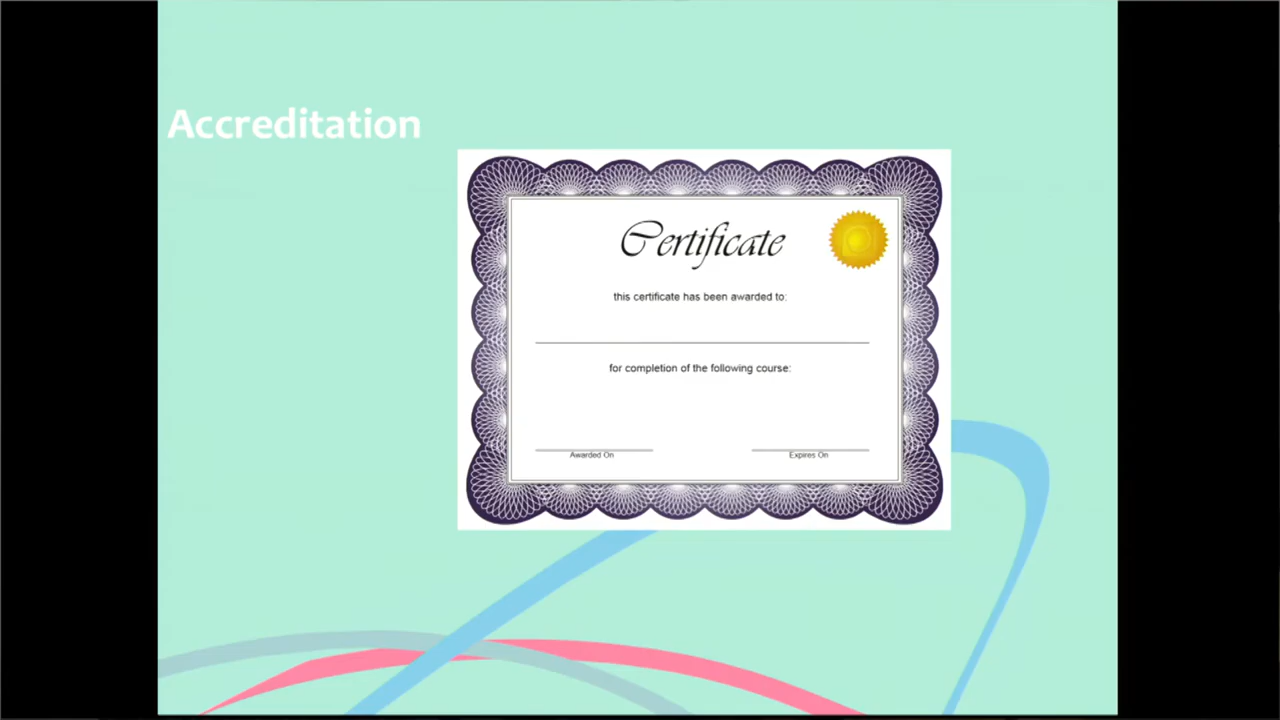 Accreditation
Certificate
this certificate has been awarded to:
for completion of the following course:
Awarded On
Expires On